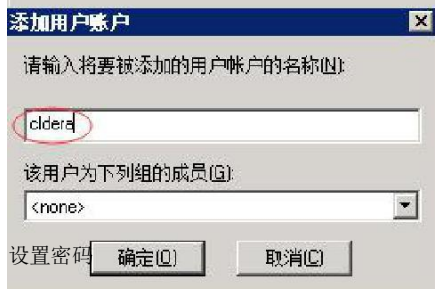 添加用户账户
请输入将要被添加的用户帐户的名称(N):
cldera
该用户为下列组的成员(G):
<none>
设置密码 确定(O) 取消(C)